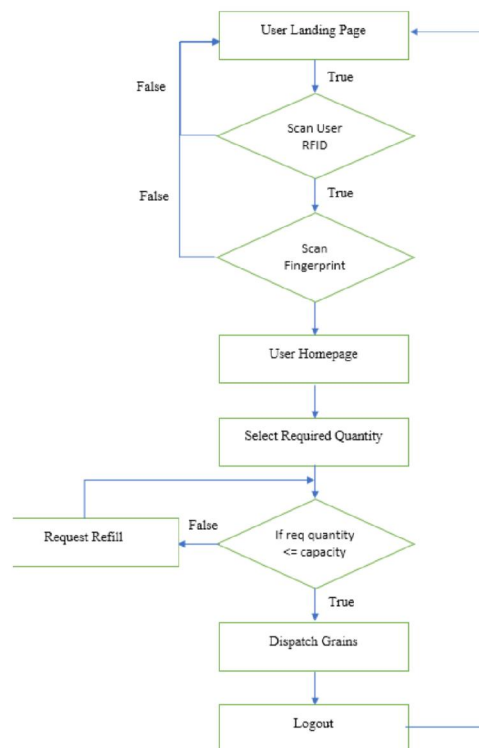 User Landing Page
True
False
Scan User
RFID
True
False
Scan
Fingerprint
User Homepage
Select Required Quantity
Request Refill
False
If req quantity
<= capacity
True
Dispatch Grains
Logout